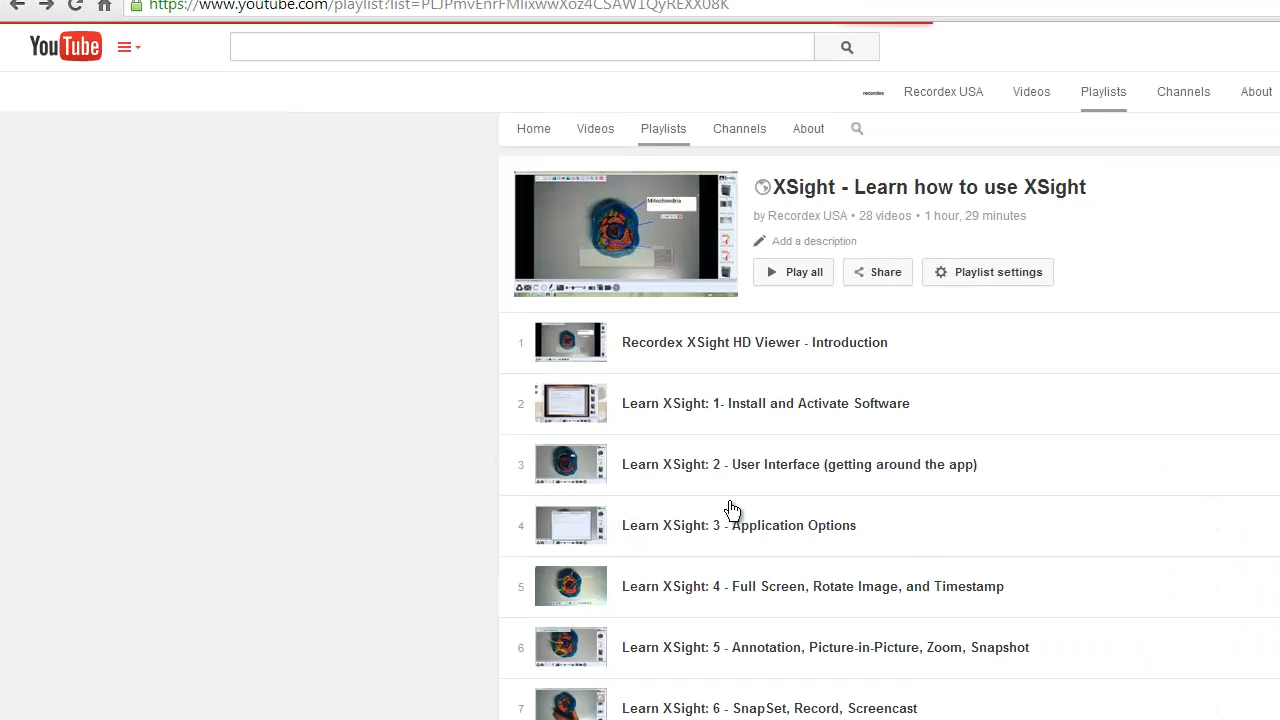 https://www.youtube.com/playlist?list=PLJPmvEnrFMlixwwXoz4CSAW1QyREXX08K
YouTube
recordex
Recordex USA
Videos
Playlists
Channels
About
Home
Videos
Playlists
Channels
About
Mitochondria
XSight - Learn how to use XSight
by Recordex USA • 28 videos • 1 hour, 29 minutes
Add a description
Play all
Share
Playlist settings
1 Recordex XSight HD Viewer - Introduction
2 Learn XSight: 1- Install and Activate Software
3 Learn XSight: 2 - User Interface (getting around the app)
4 Learn XSight: 3 - Application Options
5 Learn XSight: 4 - Full Screen, Rotate Image, and Timestamp
6 Learn XSight: 5 - Annotation, Picture-in-Picture, Zoom, Snapshot
7 Learn XSight: 6 - SnapSet, Record, Screencast